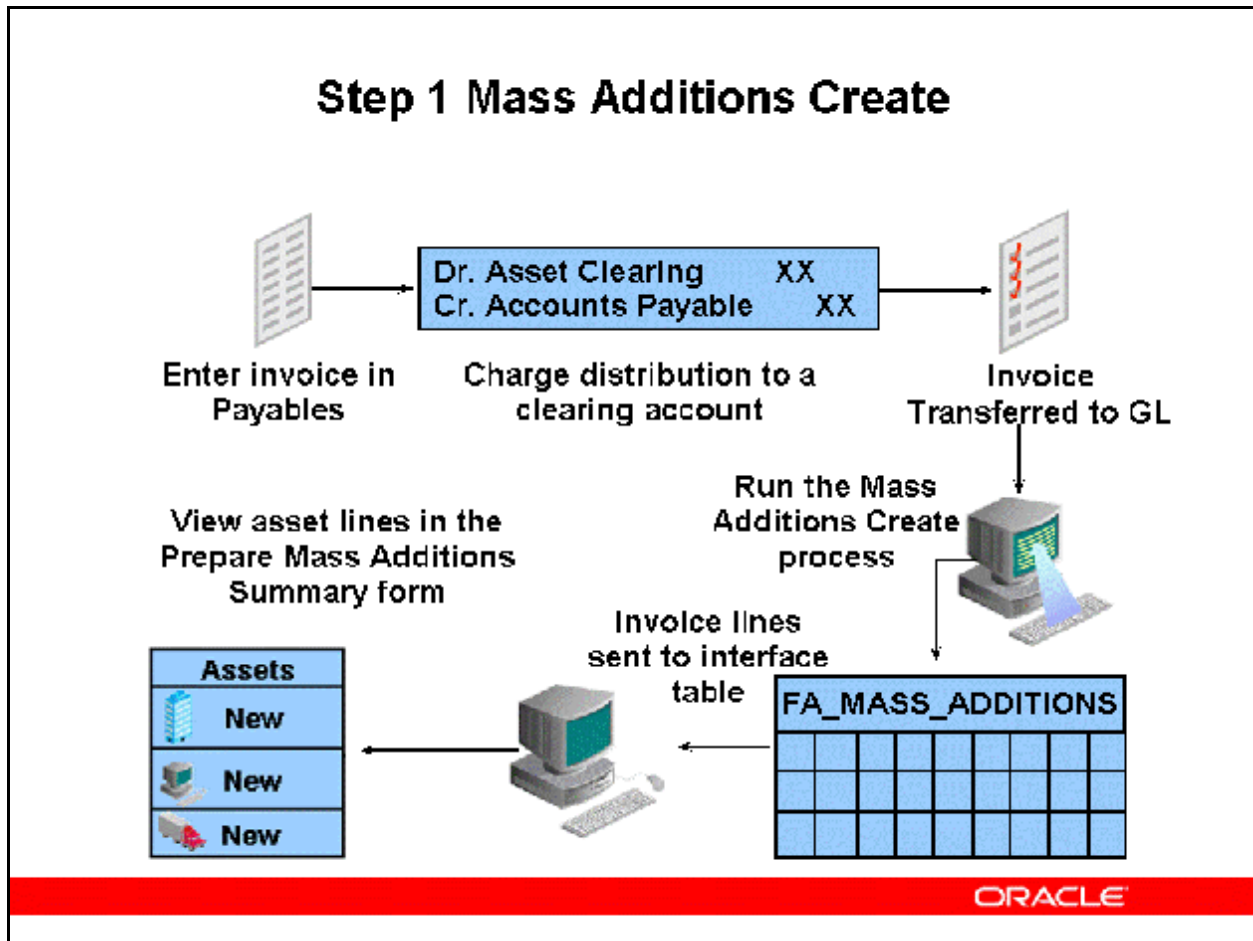 Step 1 Mass Additions Create
Dr. Asset Clearing XX
Cr. Accounts Payable XX
Enter invoice in
Payables
Charge distribution to a
clearing account
Invoice
Transferred to GL
Run the Mass
Additions Create
process
View asset lines in the
Prepare Mass Additions
Summary form
Invoice lines
sent to interface
table
FA_MASS_ADDITIONS
Assets
New
New
New
ORACLE